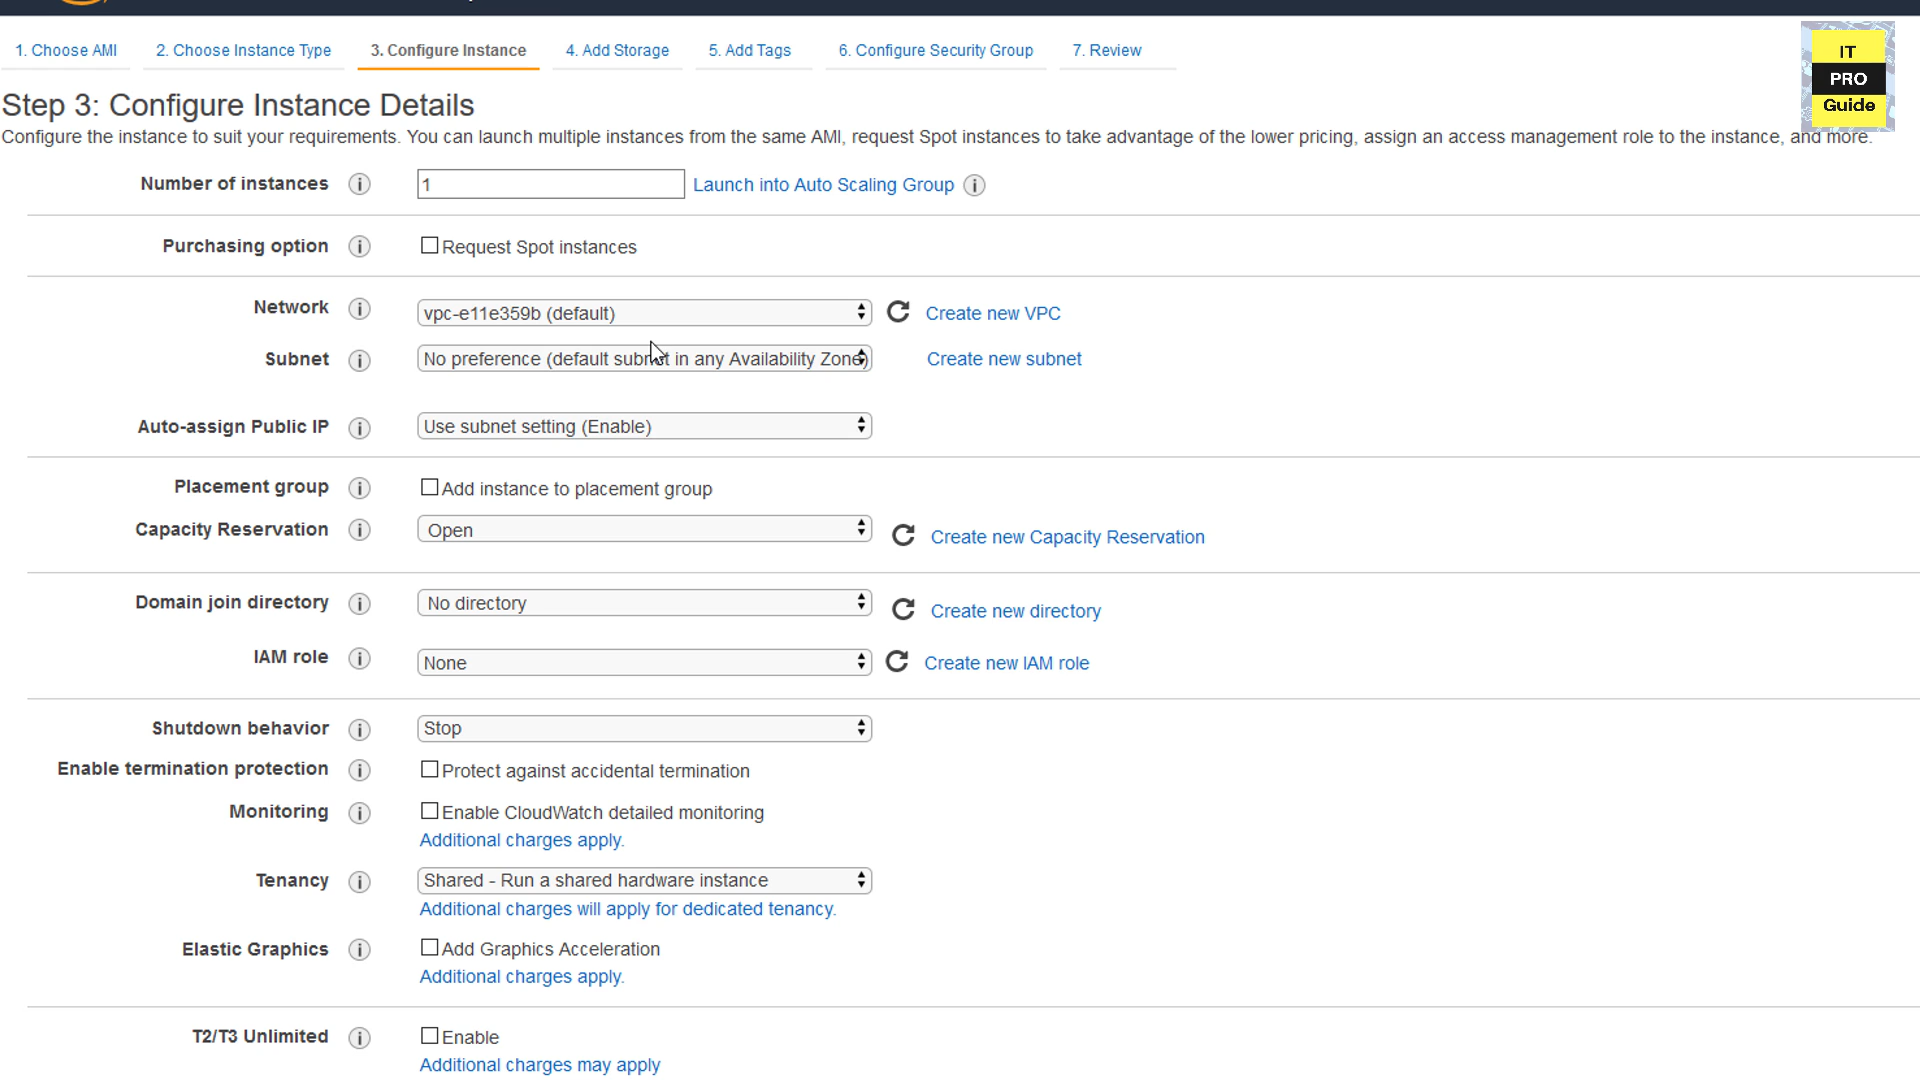 1. Choose AMI 2. Choose Instance Type 3. Configure Instance 4. Add Storage 5. Add Tags 6. Configure Security Group 7. Review
IT
PRO
Guide
Step 3: Configure Instance Details
Configure the instance to suit your requirements. You can launch multiple instances from the same AMI, request Spot instances to take advantage of the lower pricing, assign an access management role to the instance, and more.
Number of instances 1 Launch into Auto Scaling Group
Purchasing option Request Spot instances
Network vpc-e11e359b (default) Create new VPC
Subnet No preference (default subnet in any Availability Zone) Create new subnet
Auto-assign Public IP Use subnet setting (Enable)
Placement group Add instance to placement group
Capacity Reservation Open Create new Capacity Reservation
Domain join directory No directory Create new directory
IAM role None Create new IAM role
Shutdown behavior Stop
Enable termination protection Protect against accidental termination
Monitoring Enable CloudWatch detailed monitoring
Additional charges apply.
Tenancy Shared - Run a shared hardware instance
Additional charges will apply for dedicated tenancy.
Elastic Graphics Add Graphics Acceleration
Additional charges apply.
T2/T3 Unlimited Enable
Additional charges may apply